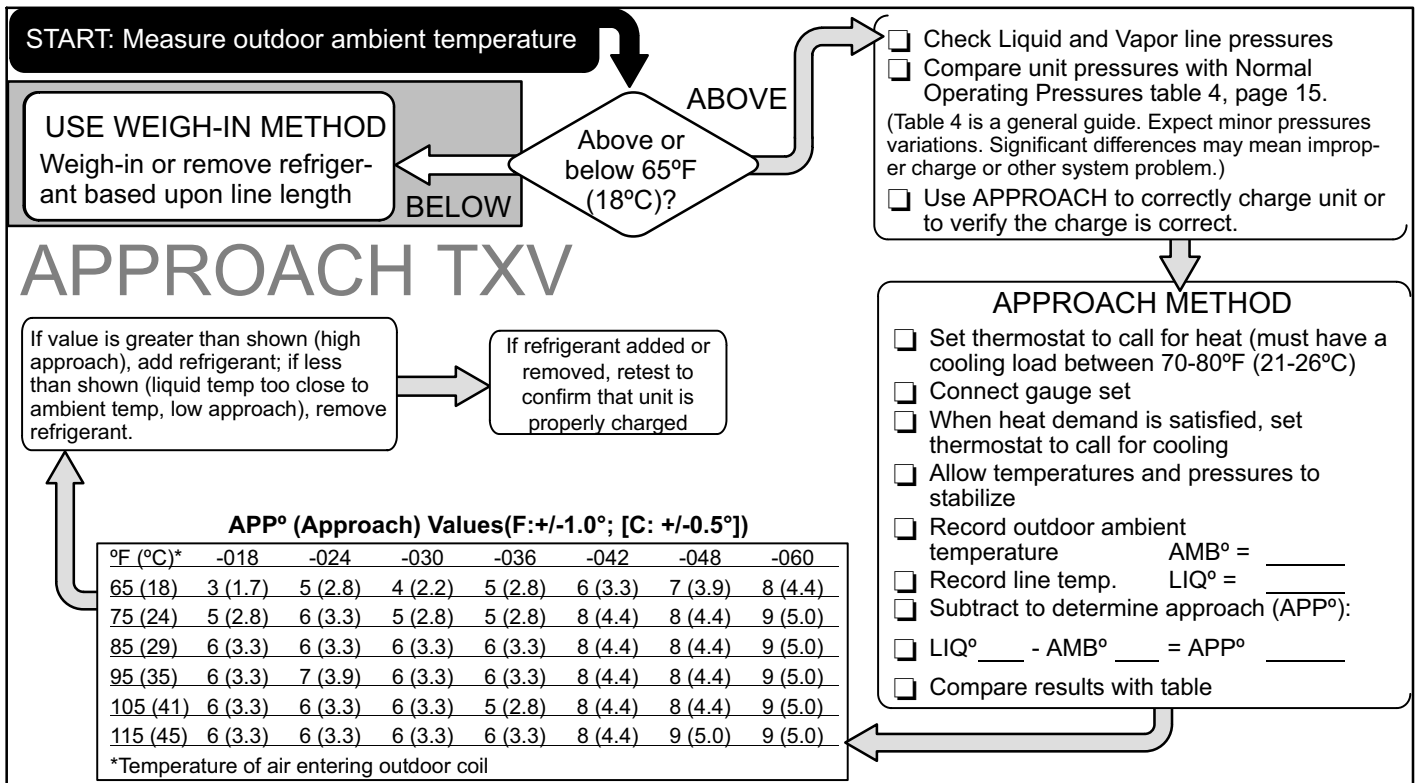 START: Measure outdoor ambient temperature
USE WEIGH-IN METHOD
Weigh-in or remove refriger-
ant based upon line length
BELOW
Above or
below 65ºF
(18ºC)?
ABOVE
❏ Check Liquid and Vapor line pressures
❏ Compare unit pressures with Normal
Operating Pressures table 4, page 15.
(Table 4 is a general guide. Expect minor pressures
variations. Significant differences may mean improp-
er charge or other system problem.)
❏ Use APPROACH to correctly charge unit or
to verify the charge is correct.
APPROACH TXV
APPROACH METHOD
❏ Set thermostat to call for heat (must have a
cooling load between 70-80ºF (21-26ºC)
❏ Connect gauge set
❏ When heat demand is satisfied, set
thermostat to call for cooling
❏ Allow temperatures and pressures to
stabilize
❏ Record outdoor ambient
temperature AMBº = _____
❏ Record line temp. LIQº = _____
❏ Subtract to determine approach (APPº):
❏ LIQº___ - AMBº ___ = APPº _____
❏ Compare results with table
If value is greater than shown (high
approach), add refrigerant; if less
than shown (liquid temp too close to
ambient temp, low approach), remove
refrigerant.
If refrigerant added or
removed, retest to
confirm that unit is
properly charged
APPº (Approach) Values(F:+/-1.0°; [C: +/-0.5°])
ºF (ºC)* -018 -024 -030 -036 -042 -048 -060
65 (18) 3 (1.7) 5 (2.8) 4 (2.2) 5 (2.8) 6 (3.3) 7 (3.9) 8 (4.4)
75 (24) 5 (2.8) 6 (3.3) 5 (2.8) 5 (2.8) 8 (4.4) 8 (4.4) 9 (5.0)
85 (29) 6 (3.3) 6 (3.3) 6 (3.3) 6 (3.3) 8 (4.4) 8 (4.4) 9 (5.0)
95 (35) 6 (3.3) 7 (3.9) 6 (3.3) 6 (3.3) 8 (4.4) 8 (4.4) 9 (5.0)
105 (41) 6 (3.3) 6 (3.3) 6 (3.3) 5 (2.8) 8 (4.4) 8 (4.4) 9 (5.0)
115 (45) 6 (3.3) 6 (3.3) 6 (3.3) 6 (3.3) 8 (4.4) 9 (5.0) 9 (5.0)
*Temperature of air entering outdoor coil